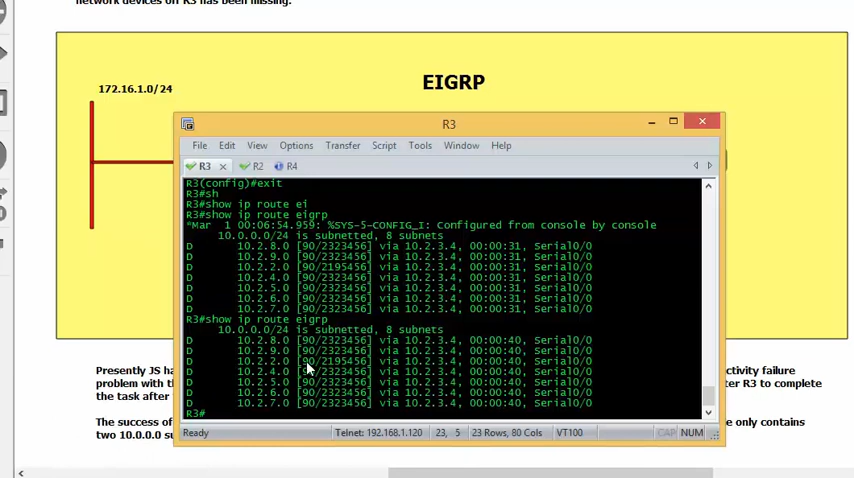 network devices off R3 has been missing.
172.16.1.0/24
EIGRP
R3
File Edit View Options Transfer Script Tools Window Help
R3 R2 R4
R3(config)#exit
R3#sh
R3#show ip route ei
R3#show ip route eigrp
*Mar 1 00:06:54.959: %SYS-5-CONFIG_I: Configured from console by console
10.0.0.0/24 is subnetted, 8 subnets
D 10.2.8.0 [90/2323456] via 10.2.3.4, 00:00:31, Serial0/0
D 10.2.9.0 [90/2323456] via 10.2.3.4, 00:00:31, Serial0/0
D 10.2.2.0 [90/2195456] via 10.2.3.4, 00:00:31, Serial0/0
D 10.2.4.0 [90/2323456] via 10.2.3.4, 00:00:31, Serial0/0
D 10.2.5.0 [90/2323456] via 10.2.3.4, 00:00:31, Serial0/0
D 10.2.6.0 [90/2323456] via 10.2.3.4, 00:00:31, Serial0/0
D 10.2.7.0 [90/2323456] via 10.2.3.4, 00:00:31, Serial0/0
R3#show ip route eigrp
10.0.0.0/24 is subnetted, 8 subnets
D 10.2.8.0 [90/2323456] via 10.2.3.4, 00:00:40, Serial0/0
D 10.2.9.0 [90/2323456] via 10.2.3.4, 00:00:40, Serial0/0
D 10.2.2.0 [90/2195456] via 10.2.3.4, 00:00:40, Serial0/0
D 10.2.4.0 [90/2323456] via 10.2.3.4, 00:00:40, Serial0/0
D 10.2.5.0 [90/2323456] via 10.2.3.4, 00:00:40, Serial0/0
D 10.2.6.0 [90/2323456] via 10.2.3.4, 00:00:40, Serial0/0
D 10.2.7.0 [90/2323456] via 10.2.3.4, 00:00:40, Serial0/0
R3#
Ready Telnet: 192.168.1.120 23, 5 23 Rows, 80 Cols VT100 CAP NUM
Presently JS ctivity failure
problem with ter R3 to complete
the task after
The success of e only contains
two 10.0.0.0